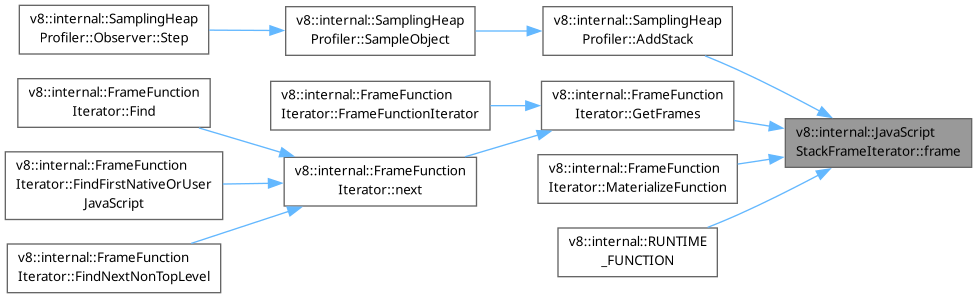 v8::internal::SamplingHeap
Profiler::Observer::Step
v8::internal::SamplingHeap
Profiler::SampleObject
v8::internal::SamplingHeap
Profiler::AddStack
v8::internal::FrameFunction
Iterator::Find
v8::internal::FrameFunction
Iterator::FrameFunctionIterator
v8::internal::FrameFunction
Iterator::GetFrames
v8::internal::JavaScript
StackFrameIterator::frame
v8::internal::FrameFunction
Iterator::FindFirstNativeOrUser
JavaScript
v8::internal::FrameFunction
Iterator::next
v8::internal::FrameFunction
Iterator::MaterializeFunction
v8::internal::FrameFunction
Iterator::FindNextNonTopLevel
v8::internal::RUNTIME
_FUNCTION